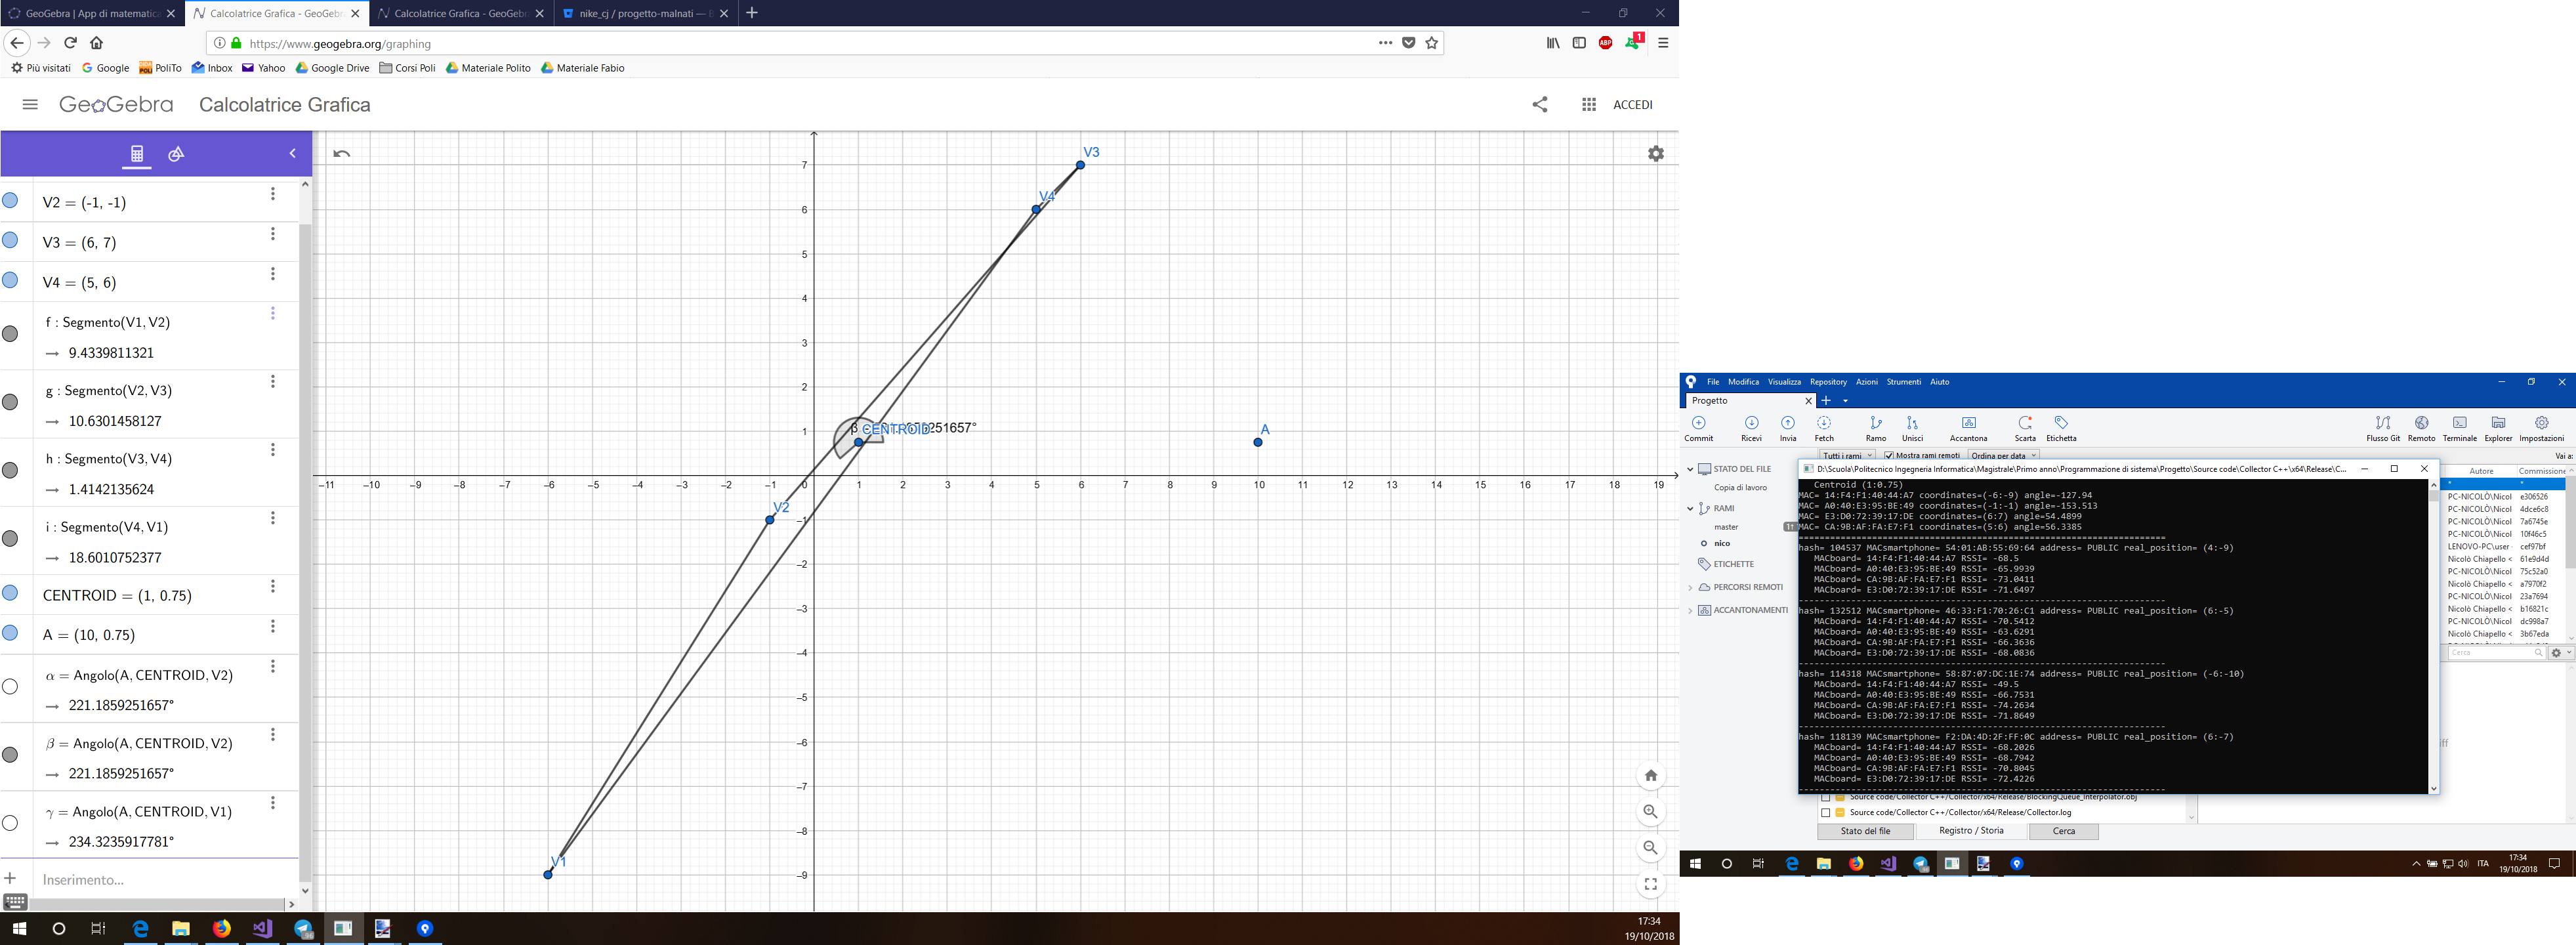 GeoGebra | App di matematica
Calcolatrice Grafica - GeoGebra
Calcolatrice Grafica - GeoGebra
nike_cj / progetto-malnati — B
https://www.geogebra.org/graphing
1
Più visitati
Google
PoliTo
Inbox
Yahoo
Google Drive
Corsi Poli
Materiale Polito
Materiale Fabio
GeoGebra
Calcolatrice Grafica
ACCEDI
V2 = (-1, -1)
V3 = (6, 7)
V4 = (5, 6)
f : Segmento(V1, V2)
→ 9.4339811321
g : Segmento(V2, V3)
→ 10.6301458127
h : Segmento(V3, V4)
→ 1.4142135624
i : Segmento(V4, V1)
→ 18.6010752377
CENTROID = (1, 0.75)
A = (10, 0.75)
α = Angolo(A, CENTROID, V2)
→ 221.1859251657°
β = Angolo(A, CENTROID, V2)
→ 221.1859251657°
γ = Angolo(A, CENTROID, V1)
→ 234.3235917781°
Inserimento...
V3
7
V4
6
5
4
3
2
1
β
CENTROID
251657°
A
–11 –10 –9 –8 –7 –6 –5 –4 –3 –2 –1 0 1 2 3 4 5 6 7 8 9 10 11 12 13 14 15 16 17 18 19
V2
–1
–2
–3
–4
–5
–6
–7
–8
V1
–9
17:34
19/10/2018
File Modifica Visualizza Repository Azioni Strumenti Aiuto
Progetto
Commit Ricevi Invia Fetch Ramo Unisci Accantona Scarta Etichetta Flusso Git Remoto Terminale Explorer Impostazioni
Tutti i rami Mostra rami remoti Ordina per data Vai a:
STATO DEL FILE
Copia di lavoro
RAMI
master
nico
ETICHETTE
PERCORSI REMOTI
ACCANTONAMENTI
D:\Scuola\Politecnico Ingegneria Informatica\Magistrale\Primo anno\Programmazione di sistema\Progetto\Source code\Collector C++\x64\Release\C...
Centroid (1:0.75)
MAC= 14:F4:F1:40:44:A7 coordinates=(-6:-9) angle=-127.94
MAC= A0:40:E3:95:BE:49 coordinates=(-1:-1) angle=-153.513
MAC= E3:D0:72:39:17:DE coordinates=(6:7) angle=54.4899
MAC= CA:9B:AF:FA:E7:F1 coordinates=(5:6) angle=56.3385
hash= 104537 MACsmartphone= 54:01:AB:55:69:64 address= PUBLIC real_position= (4:-9)
MACboard= 14:F4:F1:40:44:A7 RSSI= -68.5
MACboard= A0:40:E3:95:BE:49 RSSI= -65.9939
MACboard= CA:9B:AF:FA:E7:F1 RSSI= -73.0411
MACboard= E3:D0:72:39:17:DE RSSI= -71.6497
hash= 132512 MACsmartphone= 46:33:F1:70:26:C1 address= PUBLIC real_position= (6:-5)
MACboard= 14:F4:F1:40:44:A7 RSSI= -70.5412
MACboard= A0:40:E3:95:BE:49 RSSI= -63.6291
MACboard= CA:9B:AF:FA:E7:F1 RSSI= -66.3636
MACboard= E3:D0:72:39:17:DE RSSI= -68.0836
hash= 114318 MACsmartphone= 58:87:07:DC:1E:74 address= PUBLIC real_position= (-6:-10)
MACboard= 14:F4:F1:40:44:A7 RSSI= -49.5
MACboard= A0:40:E3:95:BE:49 RSSI= -66.7531
MACboard= CA:9B:AF:FA:E7:F1 RSSI= -74.2634
MACboard= E3:D0:72:39:17:DE RSSI= -71.8649
hash= 118139 MACsmartphone= F2:DA:4D:2F:FF:0C address= PUBLIC real_position= (6:-7)
MACboard= 14:F4:F1:40:44:A7 RSSI= -68.2026
MACboard= A0:40:E3:95:BE:49 RSSI= -68.7942
MACboard= CA:9B:AF:FA:E7:F1 RSSI= -70.8045
MACboard= E3:D0:72:39:17:DE RSSI= -72.4226
Autore Commissione
* *
PC-NICOLÒ\Nicol e306526
PC-NICOLÒ\Nicol 4dce6c8
PC-NICOLÒ\Nicol 7a6745e
PC-NICOLÒ\Nicol 10f46c5
LENOVO-PC\user cef97bf
Nicolò Chiapello < 61e9d4d
PC-NICOLÒ\Nicol 75c52a0
Nicolò Chiapello < a7970f2
PC-NICOLÒ\Nicol 23a7694
Nicolò Chiapello < b16821c
PC-NICOLÒ\Nicol dc998a7
Nicolò Chiapello < 3b67eda
Cerca
Source code/Collector C++/Collector/x64/Release/BlockingQueue_Interpolator.obj
Source code/Collector C++/Collector/x64/Release/Collector.log
Stato del file Registro / Storia Cerca
ITA
17:34
19/10/2018